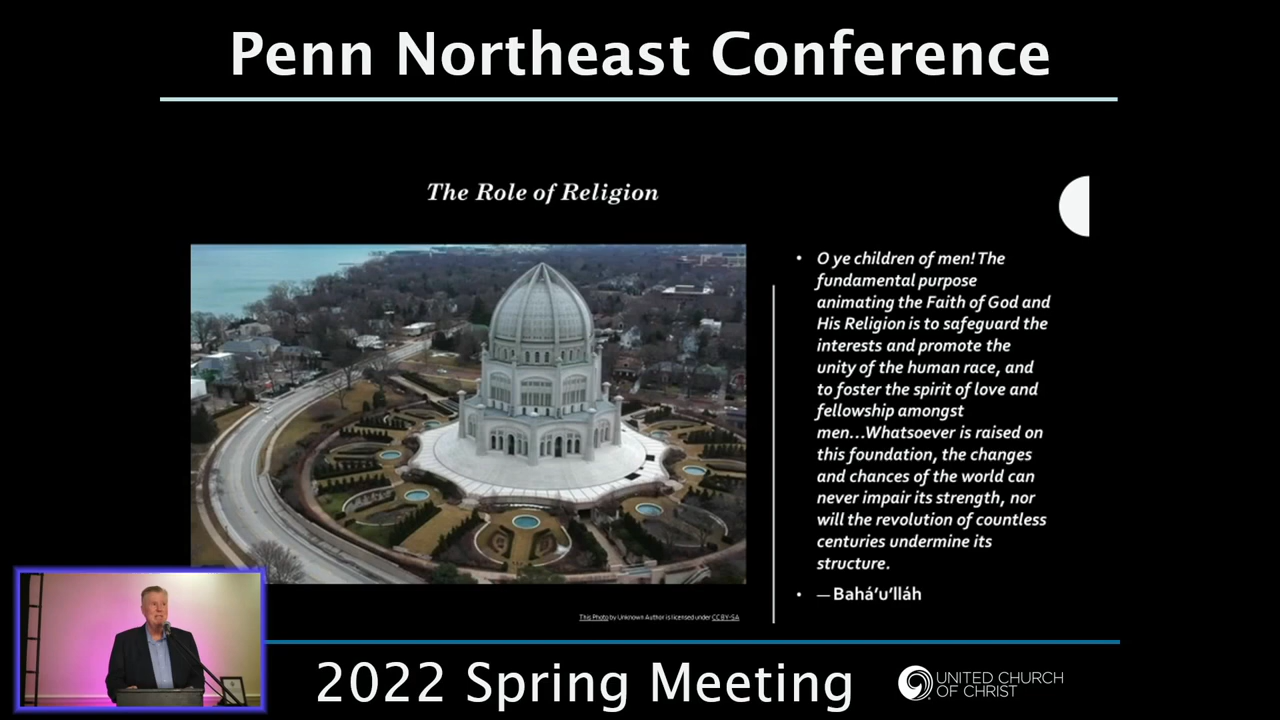 Penn Northeast Conference
The Role of Religion
• O ye children of men! The
fundamental purpose
animating the Faith of God and
His Religion is to safeguard the
interests and promote the
unity of the human race, and
to foster the spirit of love and
fellowship amongst
men...Whatsoever is raised on
this foundation, the changes
and chances of the world can
never impair its strength, nor
will the revolution of countless
centuries undermine its
structure.
• — Bahá’u’lláh
This Photo by Unknown Author is licensed under CC BY-SA
2022 Spring Meeting
UNITED CHURCH
OF CHRIST